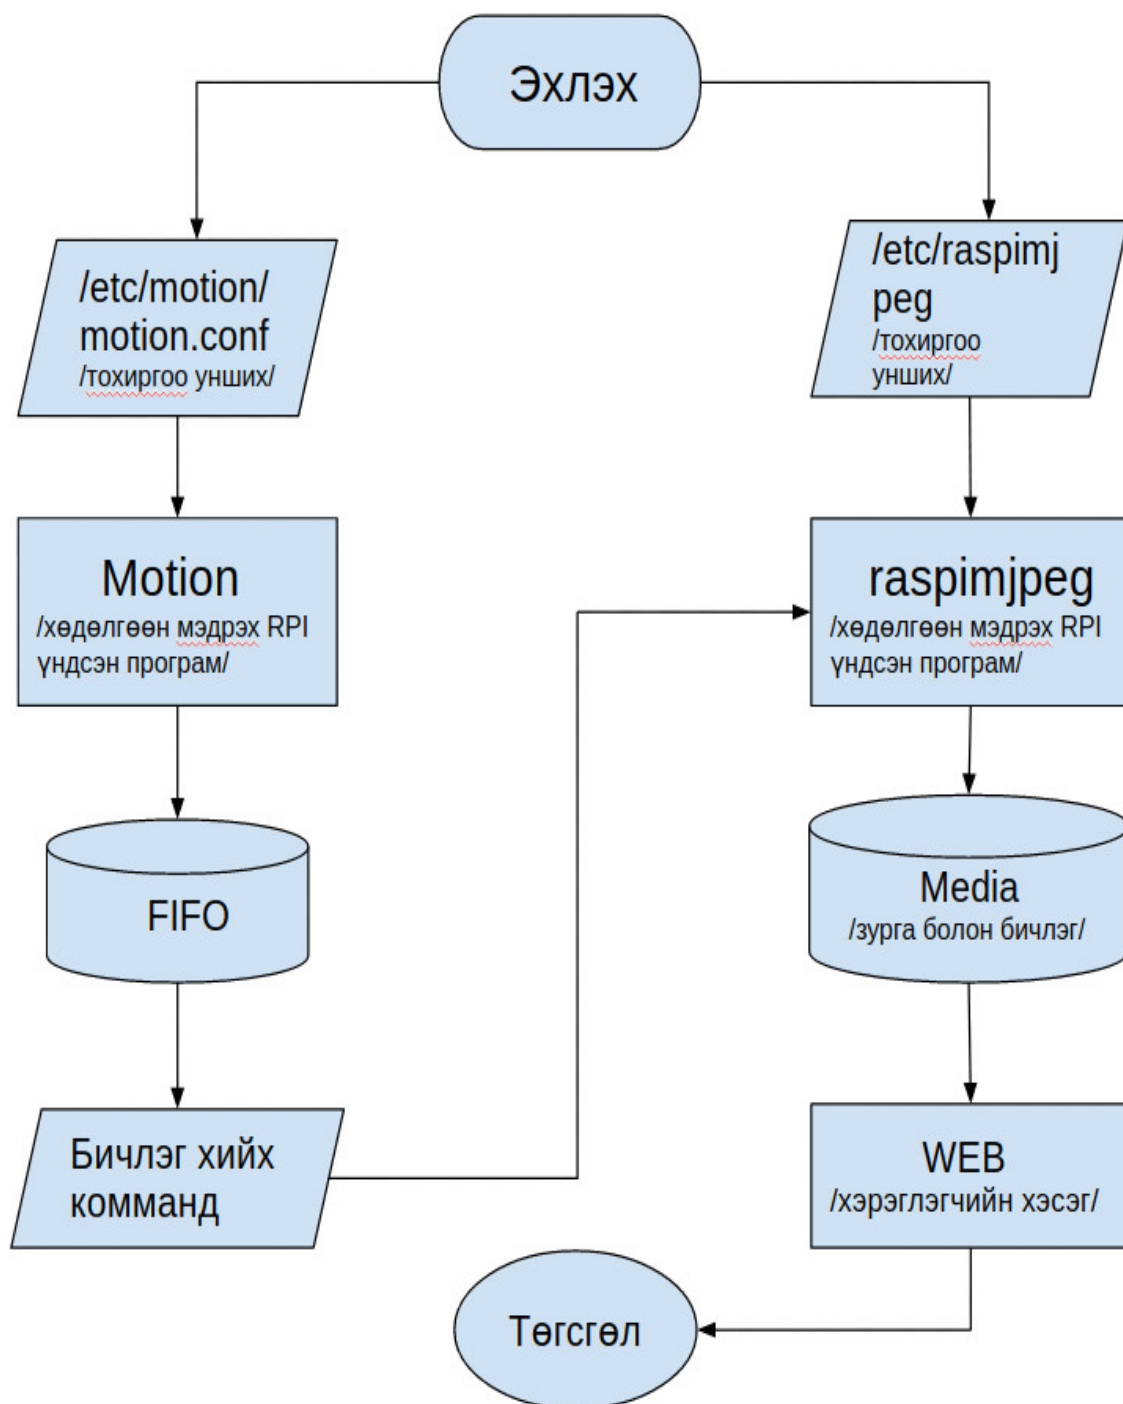 Эхлэх
/etc/motion/
motion.conf
/тохиргоо унших/
/etc/raspimj
peg
/тохиргоо
унших/
Motion
/хөдөлгөөн мэдрэх RPI
үндсэн програм/
raspimjpeg
/хөдөлгөөн мэдрэх RPI
үндсэн програм/
FIFO
Media
/зурга болон бичлэг/
Бичлэг хийх
комманд
WEB
/хэрэглэгчийн хэсэг/
Төгсгөл